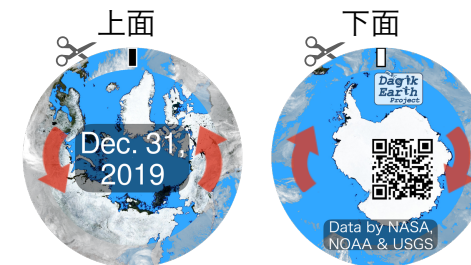 上面
下面
Dec. 31
2019
Dagik
Earth
Project
Data by NASA,
NOAA & USGS